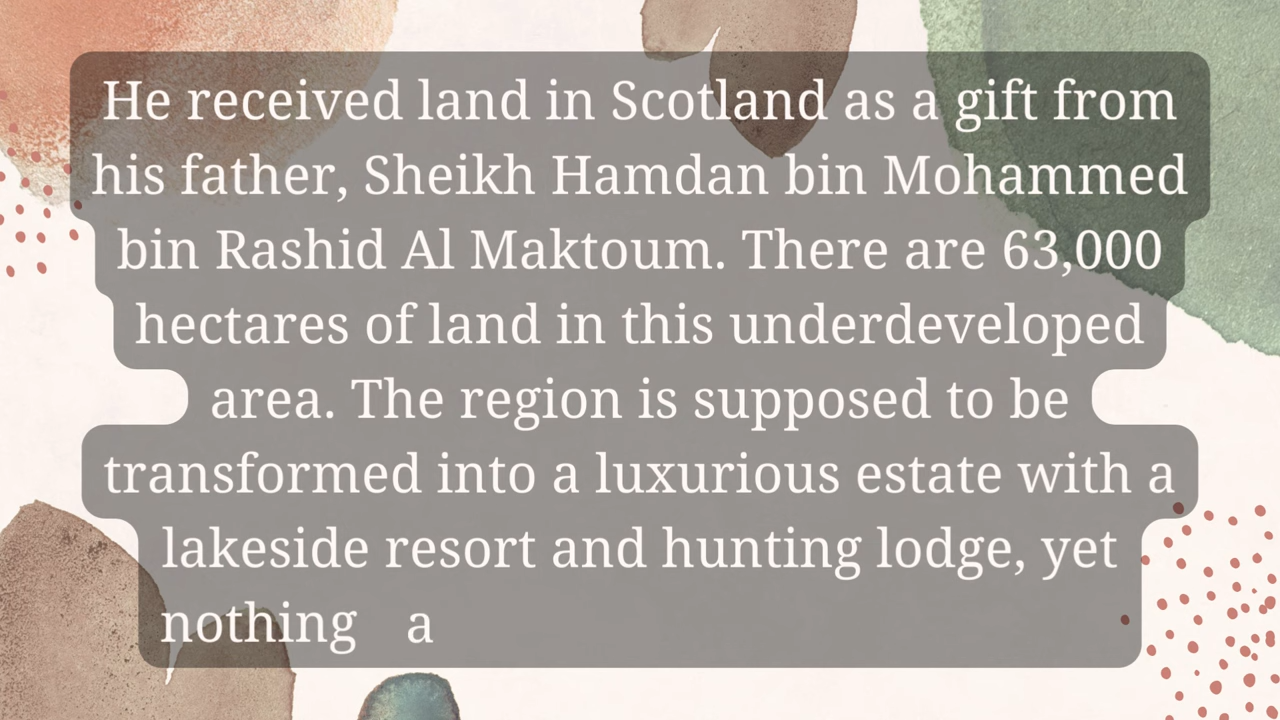 He received land in Scotland as a gift from
his father, Sheikh Hamdan bin Mohammed
bin Rashid Al Maktoum. There are 63,000
hectares of land in this underdeveloped
area. The region is supposed to be
transformed into a luxurious estate with a
lakeside resort and hunting lodge, yet
nothing a